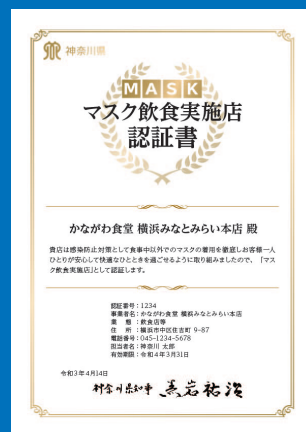 神奈川県
MASK
マスク飲食実施店
認証書
かながわ食堂 横浜みなとみらい本店 殿
貴店は感染防止対策として食事中以外でのマスクの着用を徹底しお客様一人
ひとりが安心して快適なひとときを過ごせるように取り組みましたので、「マス
ク飲食実施店」として認証します。
認証番号：1234
事業者名：かながわ食堂 横浜みなとみらい本店
業　態：飲食店等
住　所：横浜市中区住吉町 9-87
電話番号：045-1234-5678
担当者名：神奈川 太郎
有効期限：令和4年3月31日
令和3年4月14日
神奈川県知事 黒岩祐治